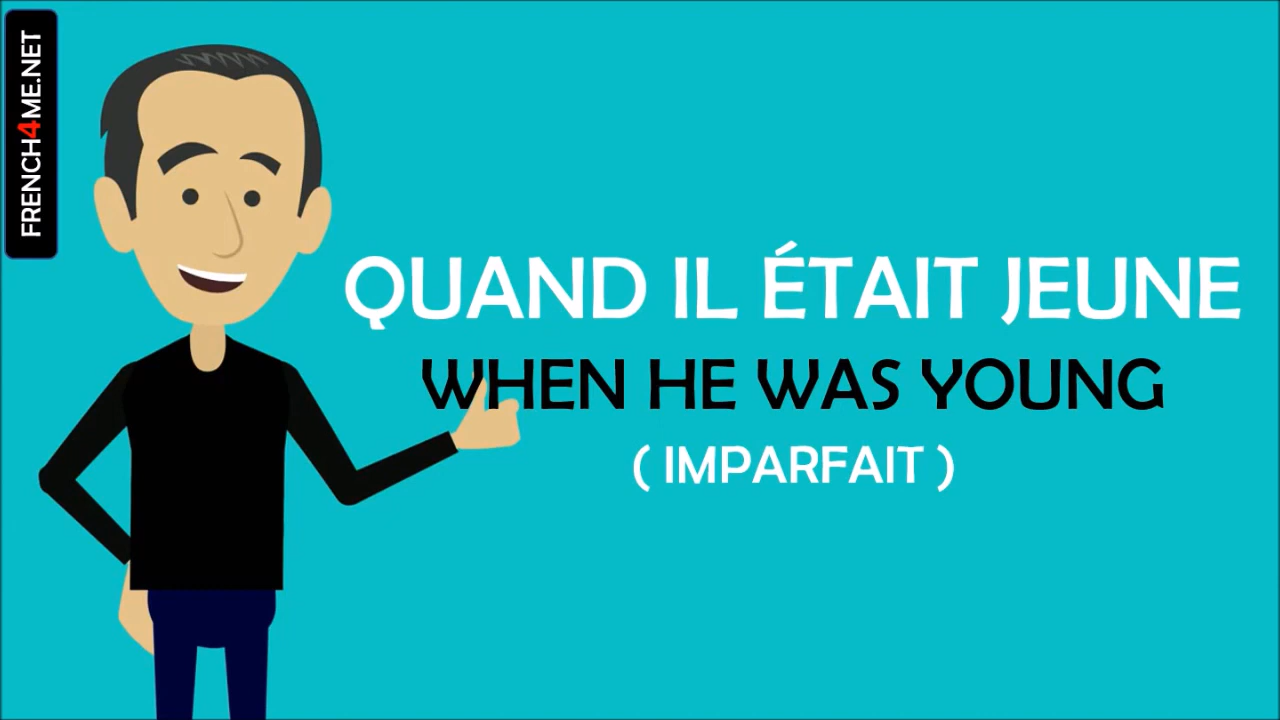 FRENCH4ME.NET
QUAND IL ÉTAIT JEUNE
WHEN HE WAS YOUNG
( IMPARFAIT )